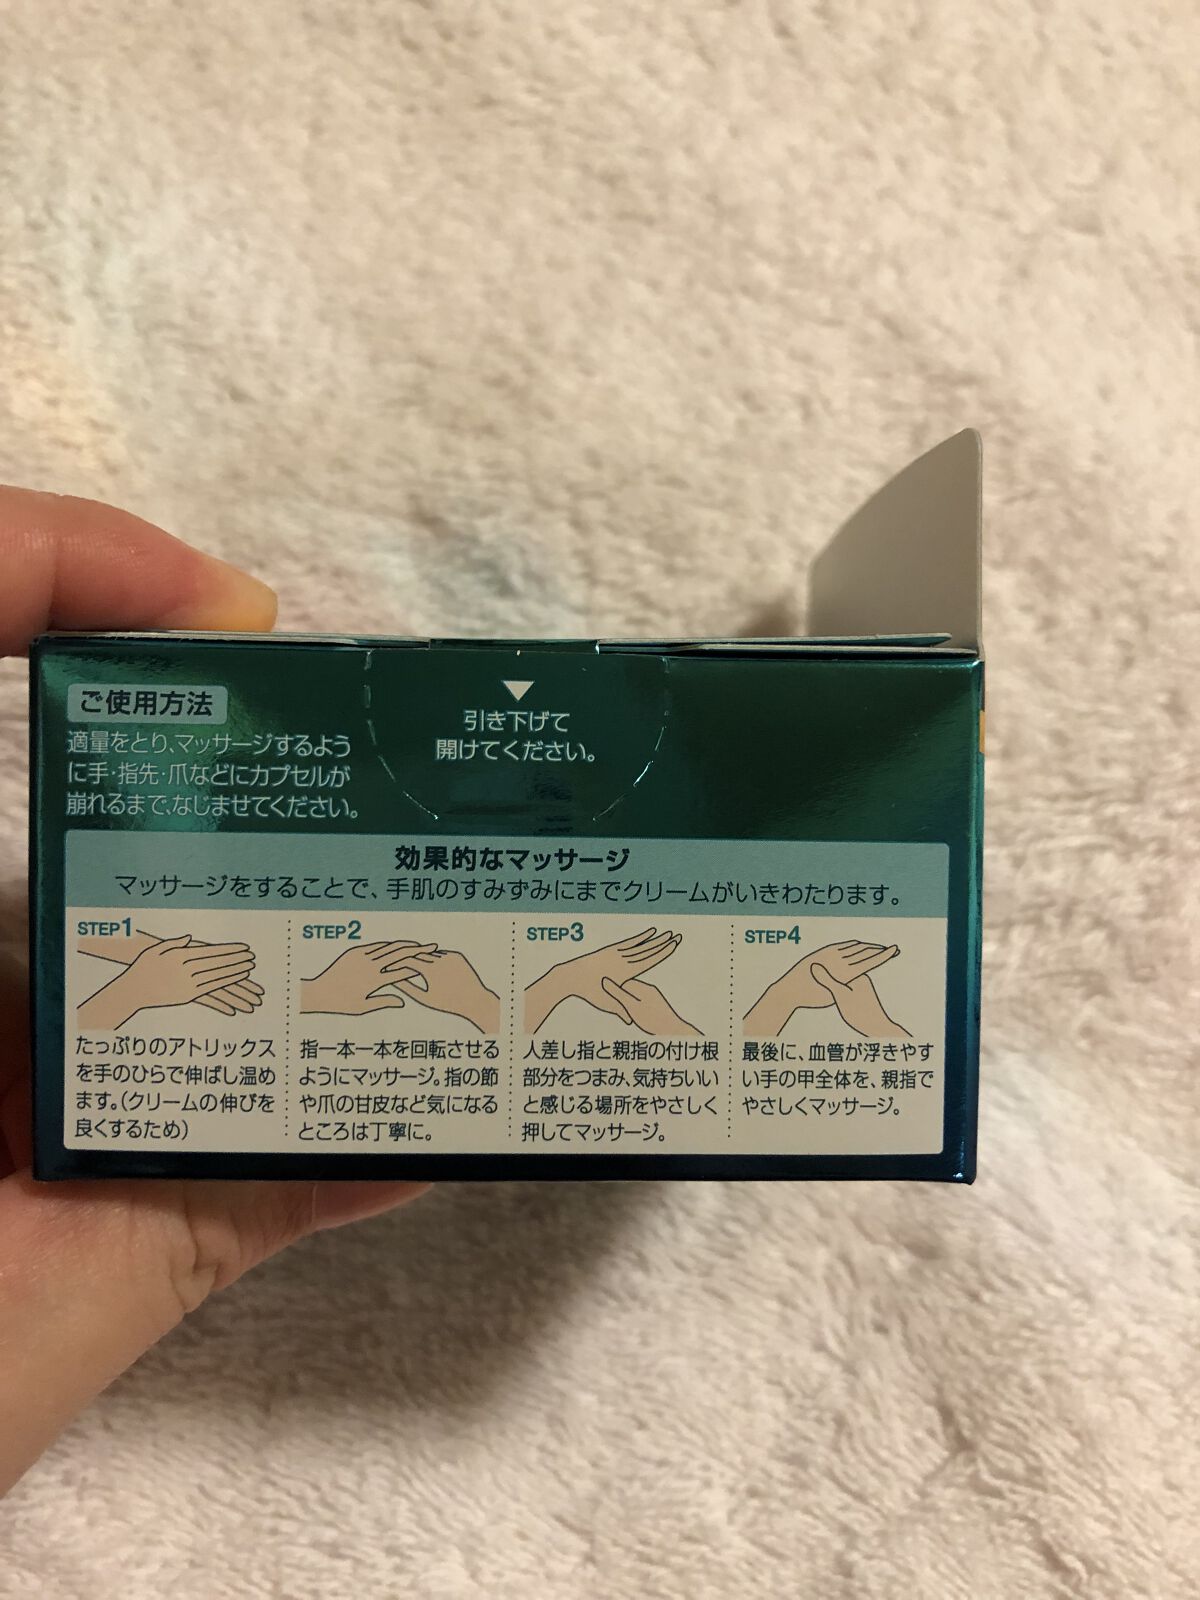 ご使用方法
適量をとり、マッサージするよう
に手・指先・爪などにカプセルが
崩れるまで、なじませてください。
引き下げて
開けてください。
効果的なマッサージ
マッサージをすることで、手肌のすみずみにまでクリームがいきわたります。
STEP1
たっぷりのアトリックス
を手のひらで伸ばし温め
ます。(クリームの伸びを
良くするため)
STEP2
指一本一本を回転させる
ようにマッサージ。指の節
や爪の甘皮など気になる
ところは丁寧に。
STEP3
人差し指と親指の付け根
部分をつまみ、気持ちいい
と感じる場所をやさしく
押してマッサージ。
STEP4
最後に、血管が浮きやす
い手の甲全体を、親指で
やさしくマッサージ。